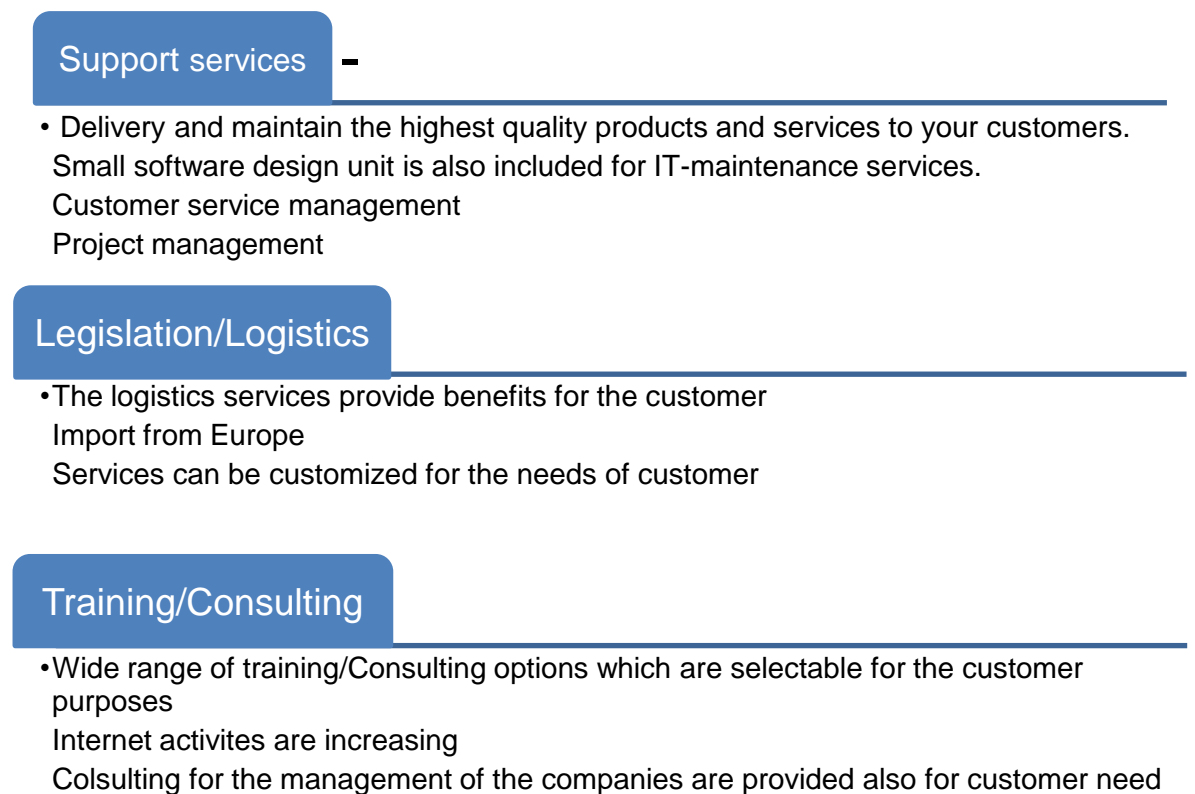 Support services -
• Delivery and maintain the highest quality products and services to your customers.
Small software design unit is also included for IT-maintenance services.
Customer service management
Project management
Legislation/Logistics
•The logistics services provide benefits for the customer
Import from Europe
Services can be customized for the needs of customer
Training/Consulting
•Wide range of training/Consulting options which are selectable for the customer
purposes
Internet activites are increasing
Colsulting for the management of the companies are provided also for customer need